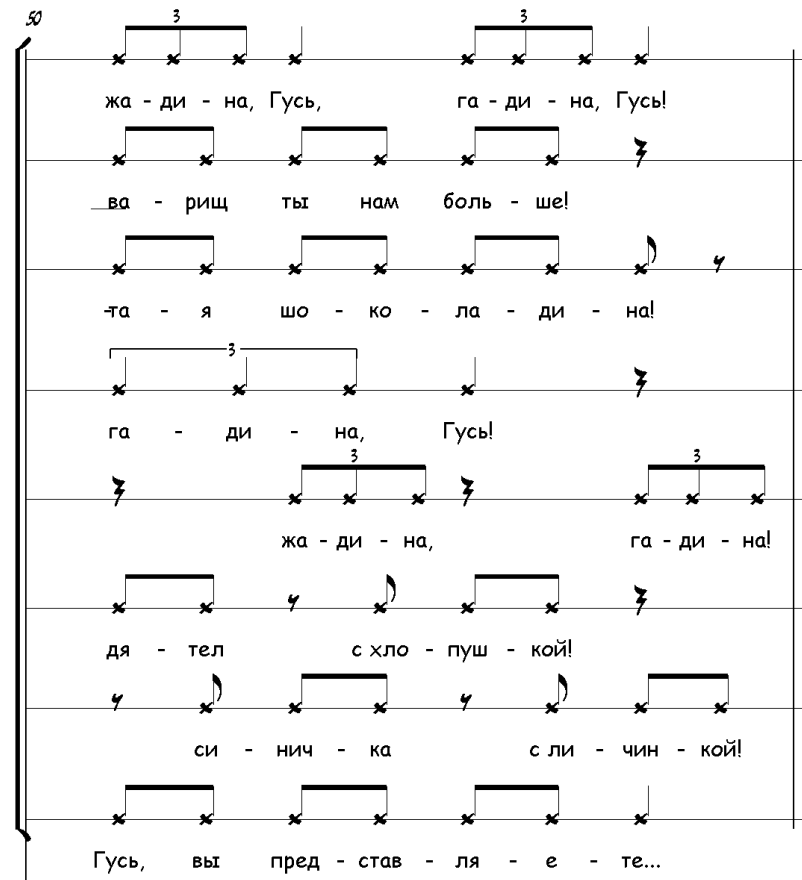 50
3 3
жа - ди - на, Гусь, га - ди - на, Гусь!
ва - рищ ты нам боль - ше!
-та - я шо - ко - ла - ди - на!
3
га - ди - на, Гусь!
3 3
жа - ди - на, га - ди - на!
дя - тел с хло - пуш - кой!
си - нич - ка с ли - чин - кой!
Гусь, вы пред - став - ля - е - те...